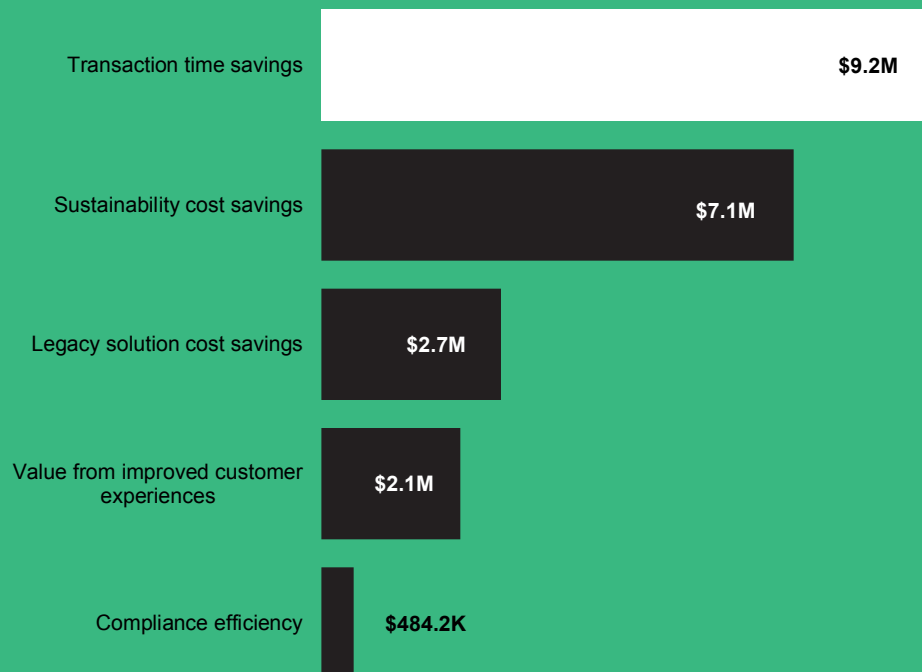 Transaction time savings
$9.2M
Sustainability cost savings
$7.1M
Legacy solution cost savings
$2.7M
Value from improved customer
experiences
$2.1M
Compliance efficiency
$484.2K